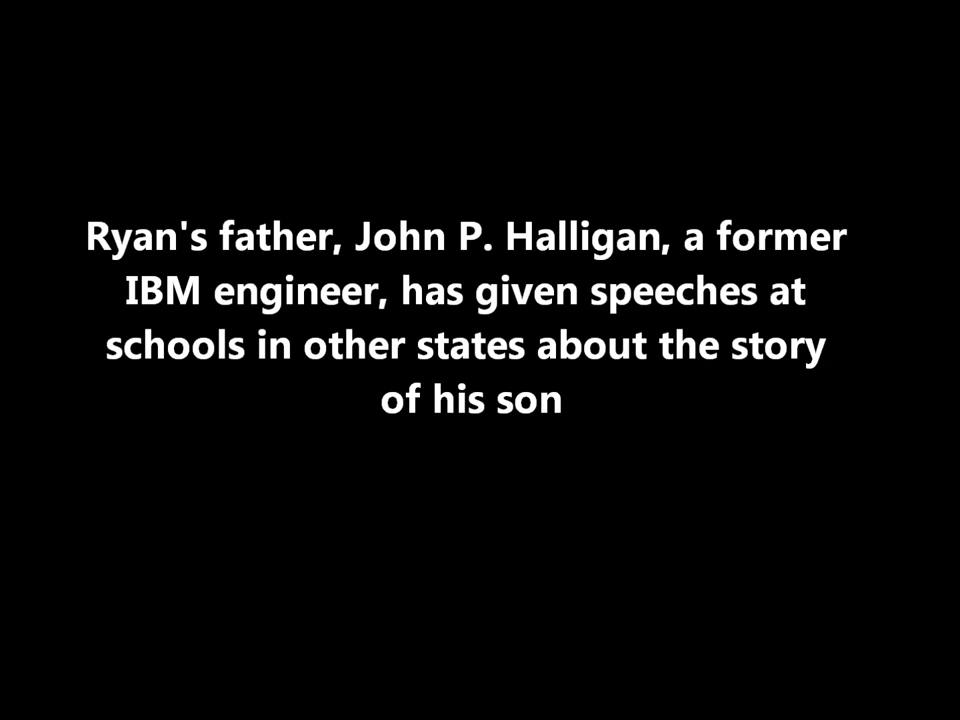 Ryan's father, John P. Halligan, a former
IBM engineer, has given speeches at
schools in other states about the story
of his son